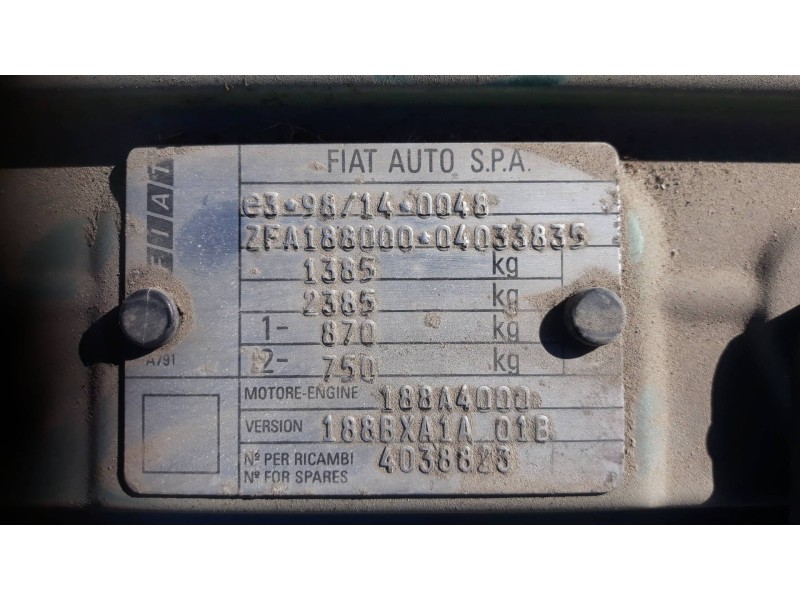 FIAT
FIAT AUTO S.P.A.
e3*98/14*0048
ZFA188000*04033835
1385 kg
2385 kg
1- 870 kg
2- 750 kg
A791
MOTORE-ENGINE 188A4000
VERSION 188BXA1A 01B
Nº PER RICAMBI 4038823
Nº FOR SPARES